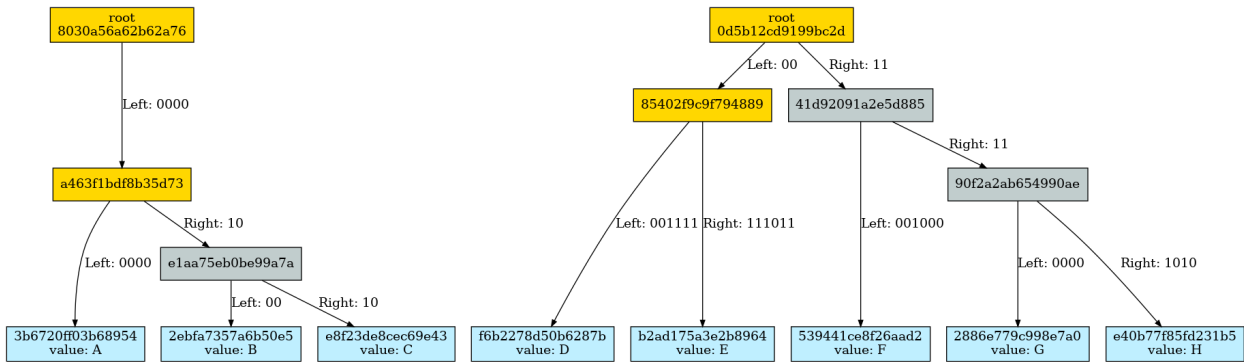 root
8030a56a62b62a76
root
0d5b12cd9199bc2d
Left: 00
Right: 11
Left: 0000
85402f9c9f794889
41d92091a2e5d885
Right: 11
a463f1bdf8b35d73
90f2a2ab654990ae
Right: 10
Left: 001111
Right: 111011
Left: 001000
Left: 0000
e1aa75eb0be99a7a
Left: 0000
Right: 1010
Left: 00
Right: 10
3b6720ff03b68954
value: A
2ebfa7357a6b50e5
value: B
e8f23de8cec69e43
value: C
f6b2278d50b6287b
value: D
b2ad175a3e2b8964
value: E
539441ce8f26aad2
value: F
2886e779c998e7a0
value: G
e40b77f85fd231b5
value: H